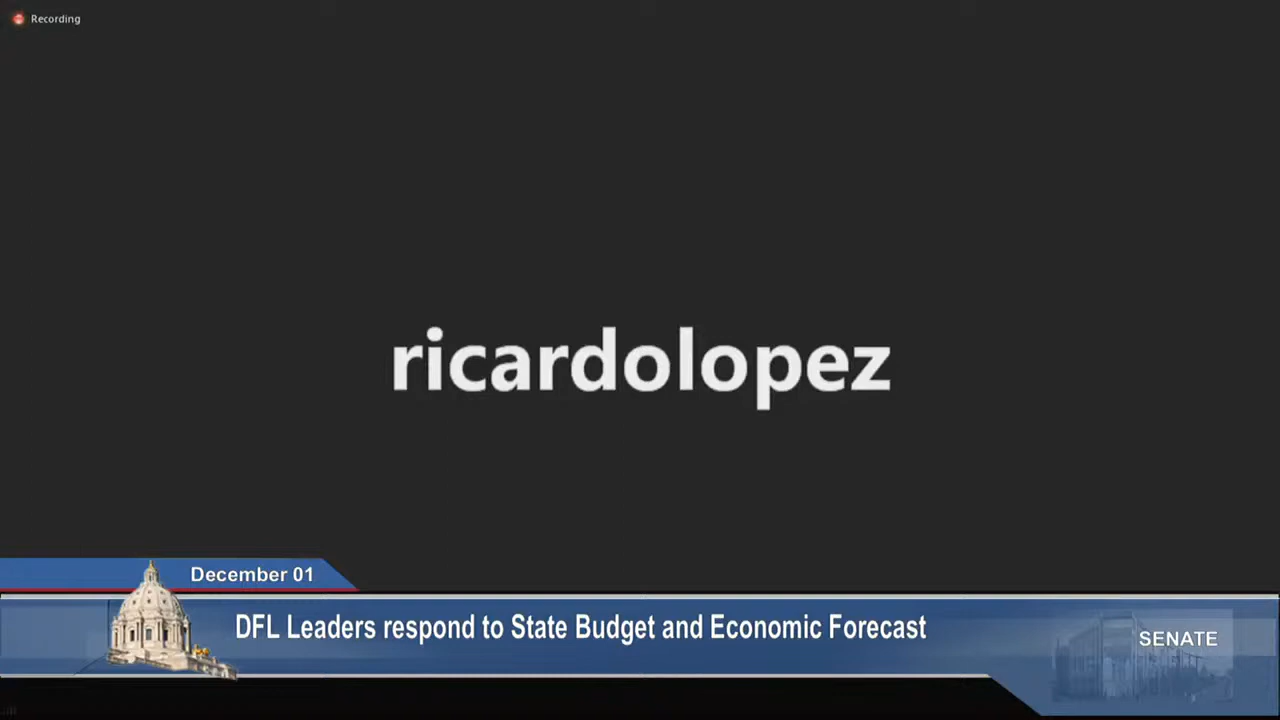 Recording
ricardolopez
December 01
DFL Leaders respond to State Budget and Economic Forecast
SENATE